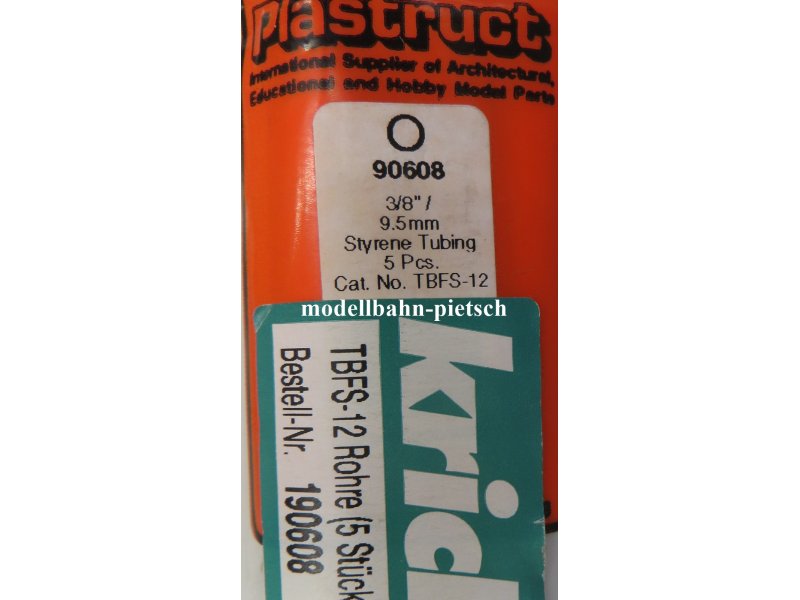 Plastruct
International Supplier of Architectural,
Educational and Hobby Model Parts
90608
3/8" /
9.5mm
Styrene Tubing
5 Pcs.
Cat. No. TBFS-12
modellbahn-pietsch
TBFS-12 Rohre (5 Stück
Bestell-Nr. 190608